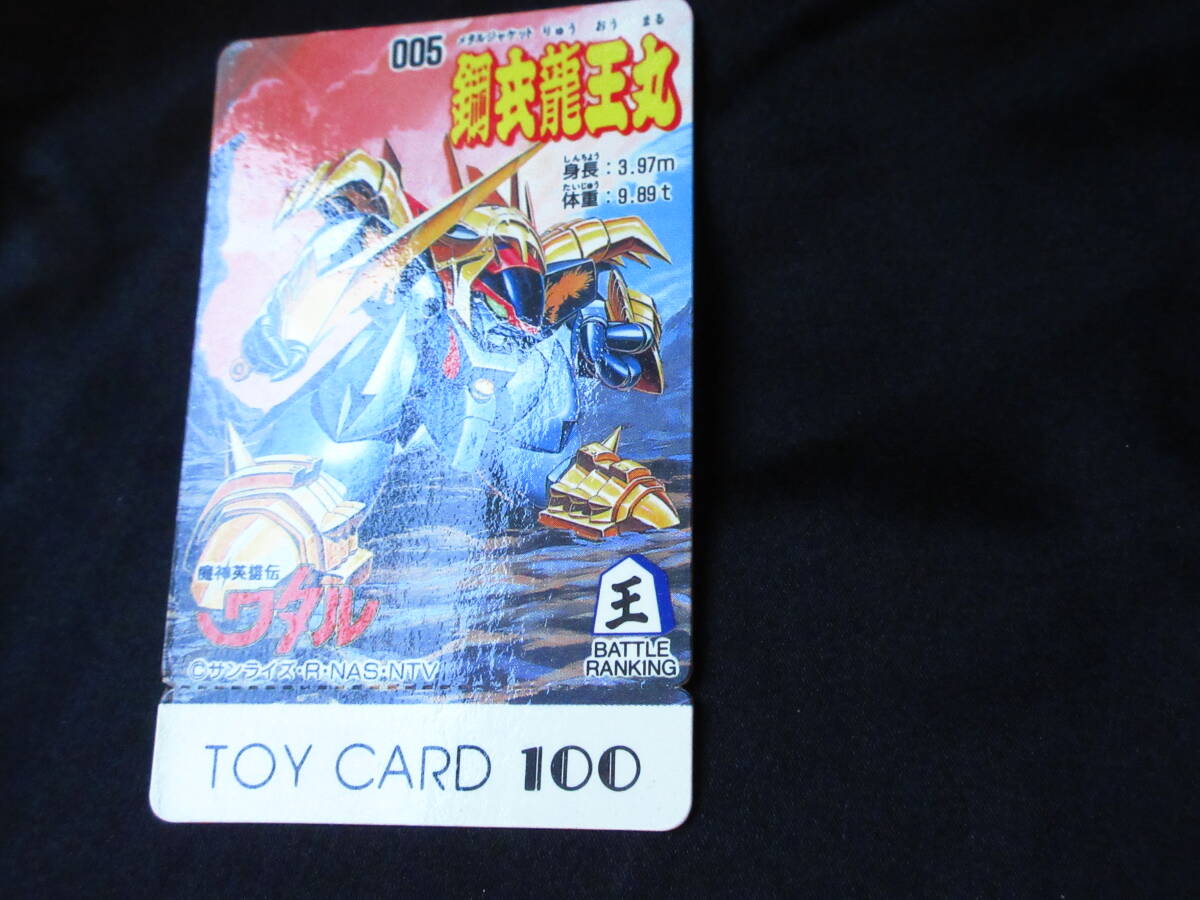 005
メタルジャケット りゅう おう まる
鋼衣龍王丸
しんちょう
身長:3.97m
たいじゅう
体重:9.89t
魔神英雄伝
ワタル
©サンライズ・R・NAS・NTV
王
BATTLE
RANKING
TOY CARD 100